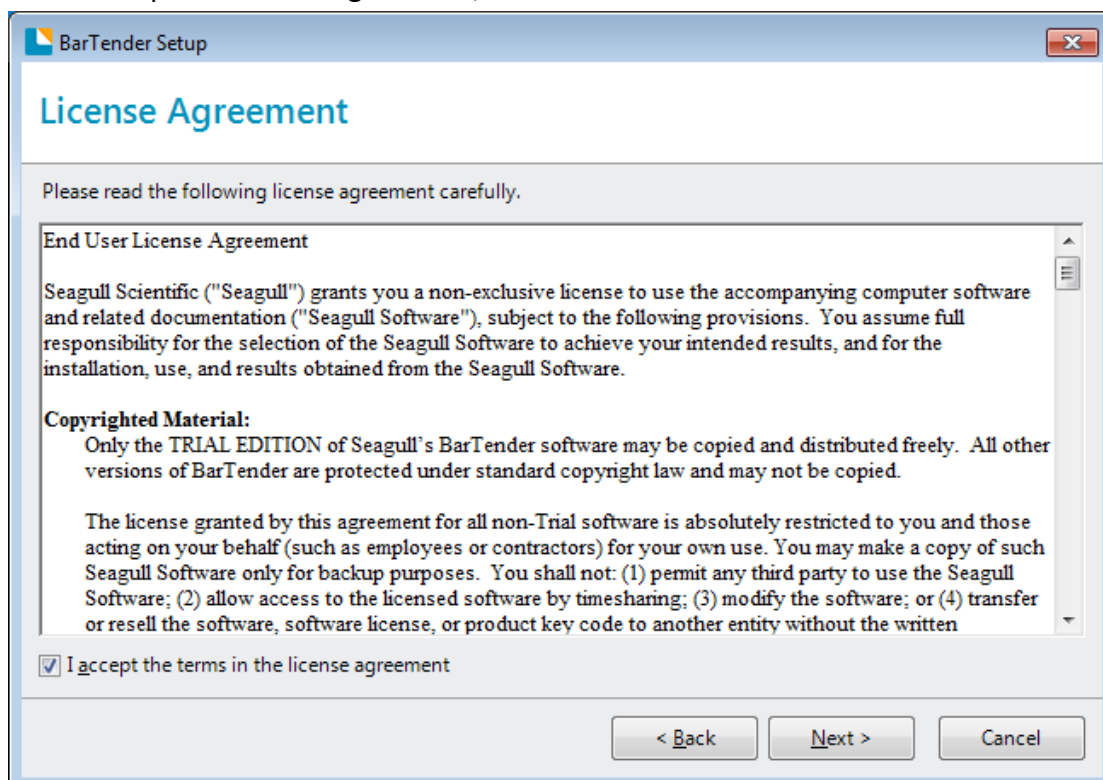 BarTender Setup
License Agreement
Please read the following license agreement carefully.
End User License Agreement
Seagull Scientific ("Seagull") grants you a non-exclusive license to use the accompanying computer software
and related documentation ("Seagull Software"), subject to the following provisions.  You assume full
responsibility for the selection of the Seagull Software to achieve your intended results, and for the
installation, use, and results obtained from the Seagull Software.
Copyrighted Material:
Only the TRIAL EDITION of Seagull's BarTender software may be copied and distributed freely.  All other
versions of BarTender are protected under standard copyright law and may not be copied.
The license granted by this agreement for all non-Trial software is absolutely restricted to you and those
acting on your behalf (such as employees or contractors) for your own use. You may make a copy of such
Seagull Software only for backup purposes.  You shall not: (1) permit any third party to use the Seagull
Software; (2) allow access to the licensed software by timesharing; (3) modify the software; or (4) transfer
or resell the software, software license, or product key code to another entity without the written
I accept the terms in the license agreement
< Back
Next >
Cancel